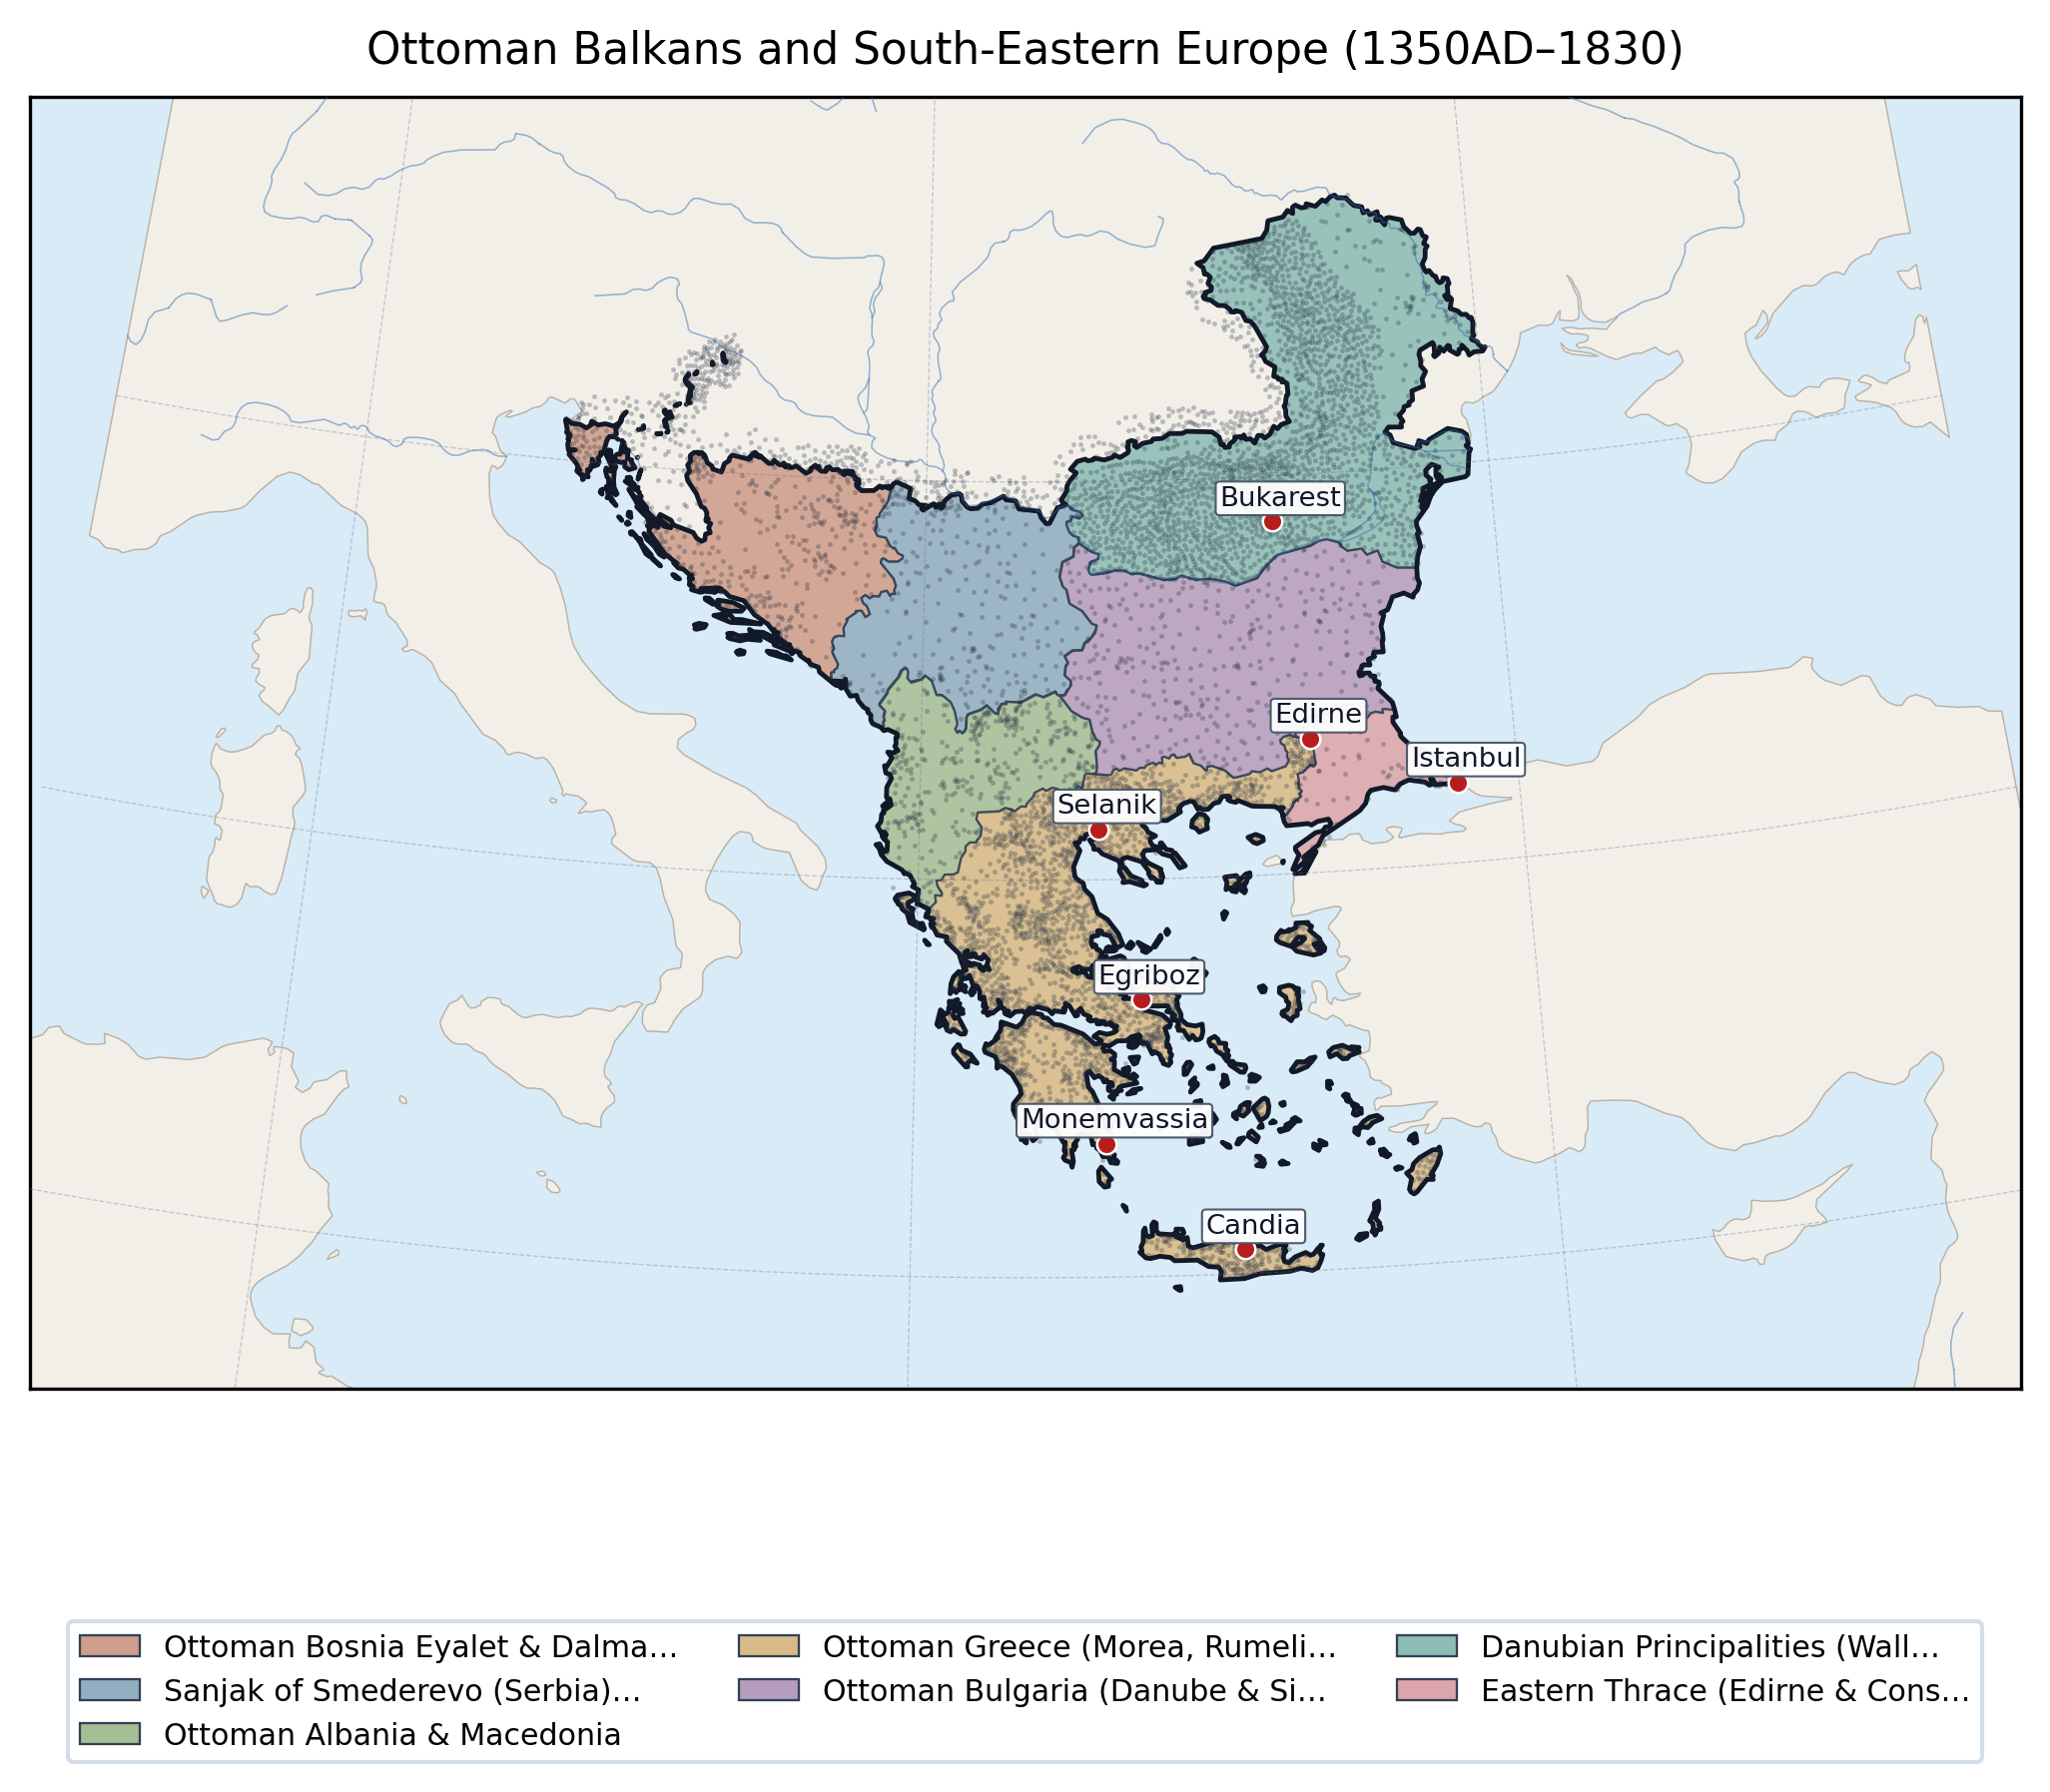 Ottoman Balkans and South-Eastern Europe (1350AD–1830)
Bukarest
Edirne
Istanbul
Selanik
Egriboz
Monemvassia
Candia
Ottoman Bosnia Eyalet & Dalma...
Sanjak of Smederevo (Serbia)...
Ottoman Albania & Macedonia
Ottoman Greece (Morea, Rumeli...
Ottoman Bulgaria (Danube & Si...
Danubian Principalities (Wall...
Eastern Thrace (Edirne & Cons...